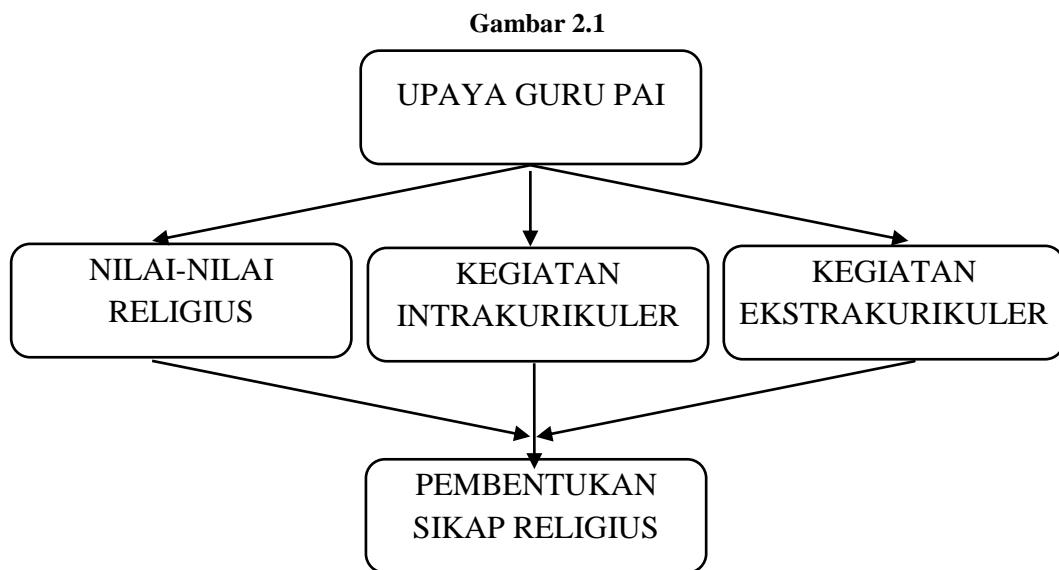 Gambar 2.1
UPAYA GURU PAI
NILAI-NILAI
RELIGIUS
KEGIATAN
INTRAKURIKULER
KEGIATAN
EKSTRAKURIKULER
PEMBENTUKAN
SIKAP RELIGIUS